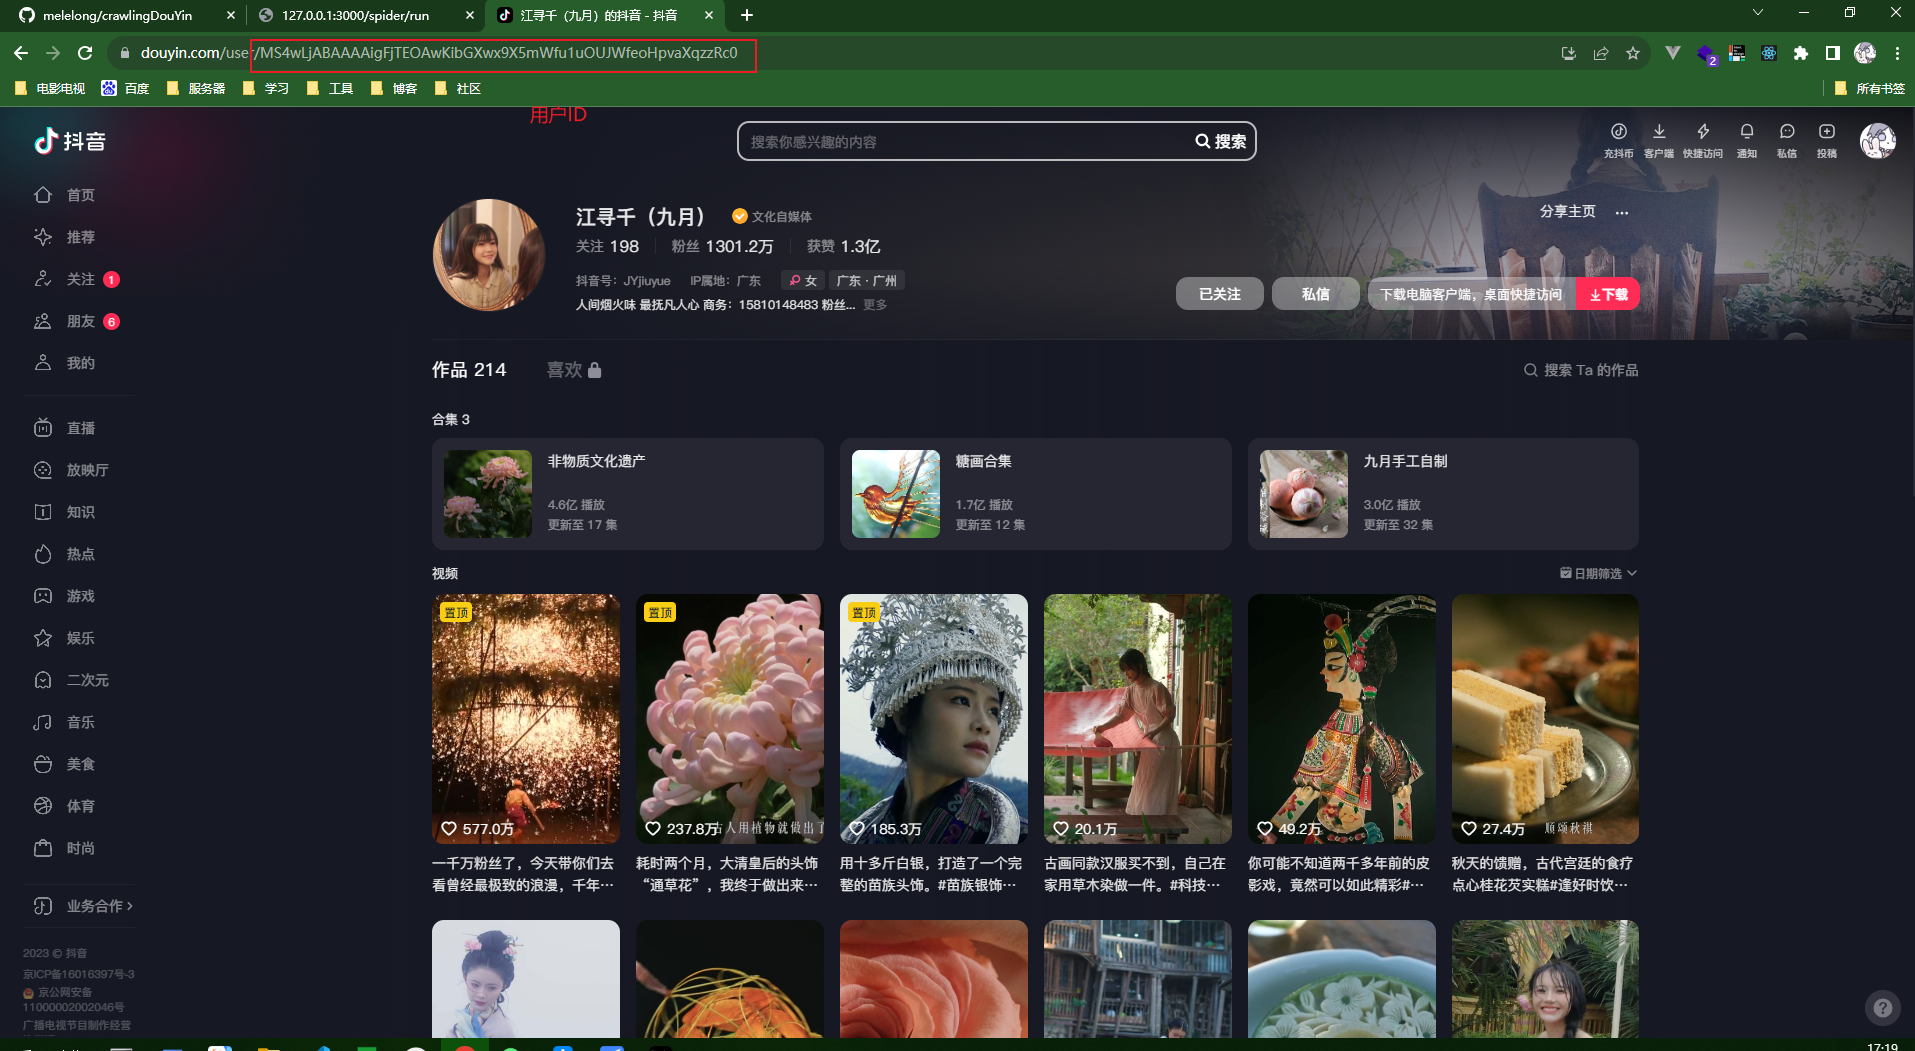 melelong/crawlingDouYin
127.0.0.1:3000/spider/run
江寻千（九月）的抖音 - 抖音
douyin.com/user/MS4wLjABAAAAigFjTEOAwKibGXwx9X5mWfu1uOUJWfeoHpvaXqzzRc0
2
电影电视 百度 服务器 学习 工具 博客 社区 所有书签
用户ID
抖音
搜索你感兴趣的内容 搜索
充抖币 客户端 快捷访问 通知 私信 投稿
首页
推荐
关注 1
朋友 6
我的
直播
放映厅
知识
热点
游戏
娱乐
二次元
音乐
美食
体育
时尚
业务合作
2023 © 抖音
京ICP备16016397号-3
京公网安备
11000002002046号
广播电视节目制作经营
江寻千（九月） 文化自媒体
关注 198 粉丝 1301.2万 获赞 1.3亿
抖音号：JYjiuyue IP属地：广东 女 广东 · 广州
人间烟火味 最抚凡人心 商务：15810148483 粉丝... 更多
分享主页 ...
已关注 私信 下载电脑客户端，桌面快捷访问 下载
作品 214 喜欢
搜索 Ta 的作品
合集 3
非物质文化遗产
4.6亿 播放
更新至 17 集
糖画合集
1.7亿 播放
更新至 12 集
九月手工自制
3.0亿 播放
更新至 32 集
视频 日期筛选
置顶 置顶 置顶
577.0万 237.8万 古人用植物就做出了 185.3万 20.1万 49.2万 27.4万 顺颂秋祺
一千万粉丝了，今天带你们去
看曾经最极致的浪漫，千年···
耗时两个月，大清皇后的头饰
“通草花”，我终于做出来···
用十多斤白银，打造了一个完
整的苗族头饰。#苗族银饰···
古画同款汉服买不到，自己在
家用草木染做一件。#科技···
你可能不知道两千多年前的皮
影戏，竟然可以如此精彩#···
秋天的馈赠，古代宫廷的食疗
点心桂花芡实糕#逢好时饮···
17:19